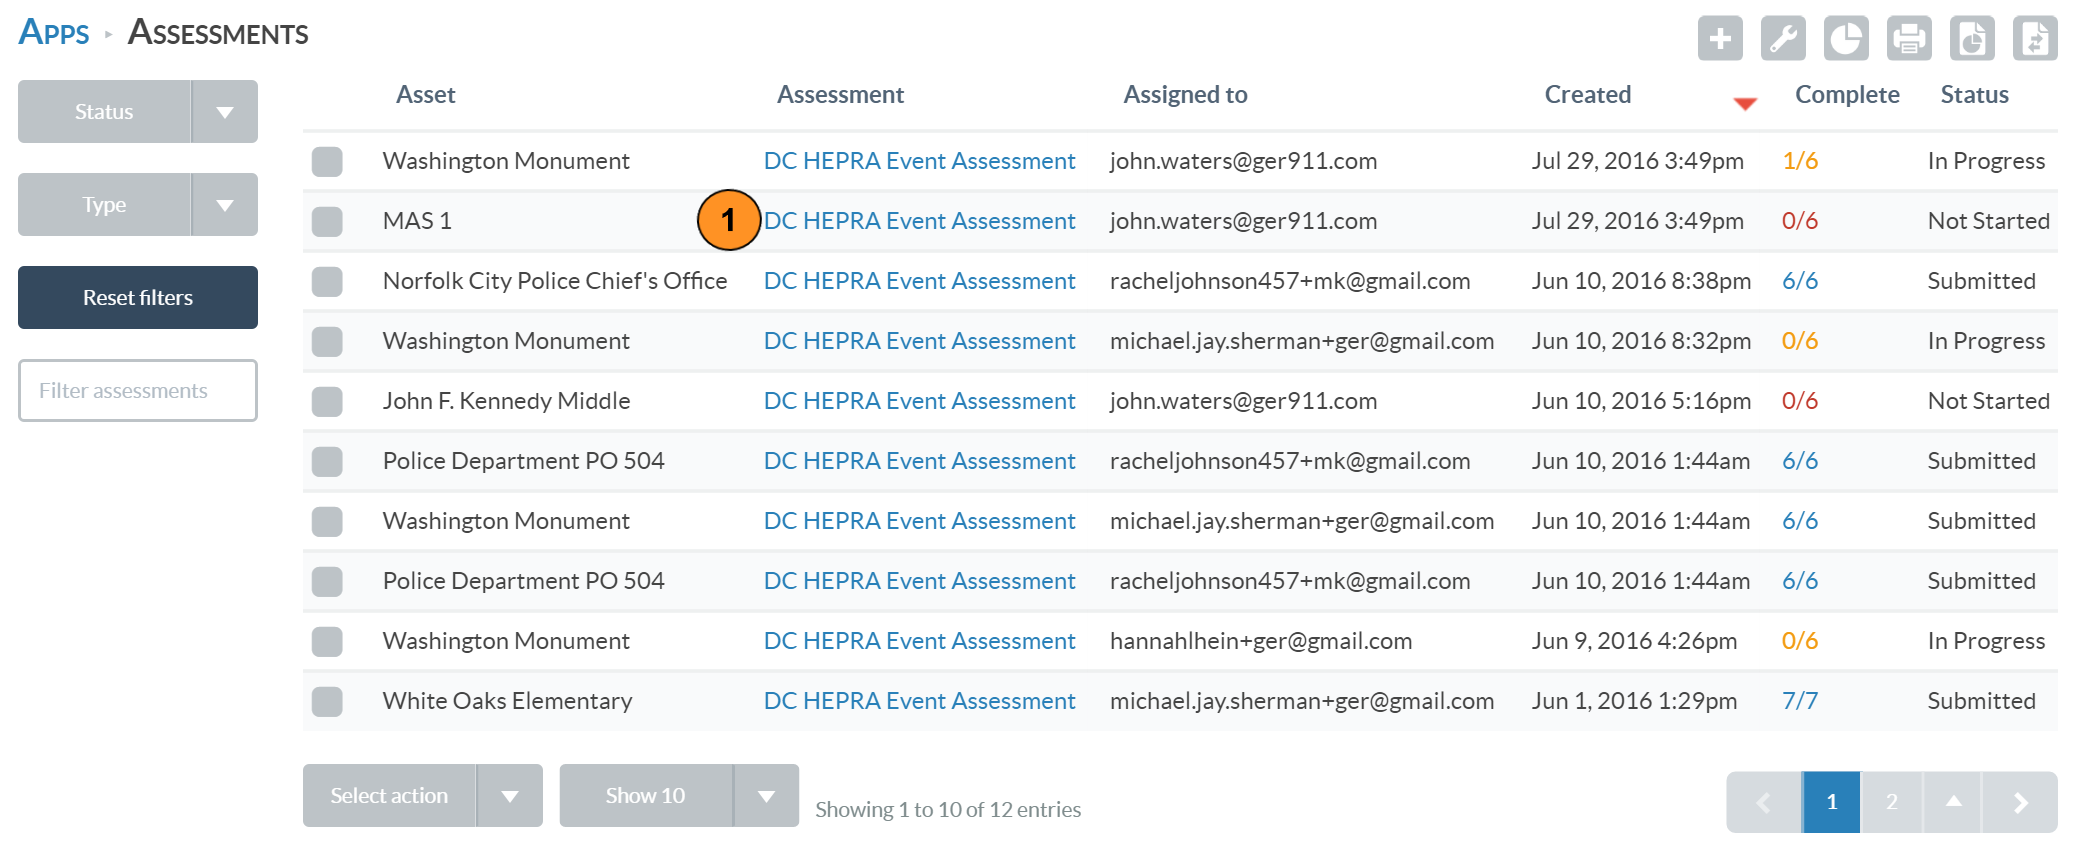 Apps ▸ Assessments
Status
Type
Reset filters
Filter assessments
Asset Assessment Assigned to Created Complete Status
Washington Monument DC HEPRA Event Assessment john.waters@ger911.com Jul 29, 2016 3:49pm 1/6 In Progress
MAS 1 1 DC HEPRA Event Assessment john.waters@ger911.com Jul 29, 2016 3:49pm 0/6 Not Started
Norfolk City Police Chief's Office DC HEPRA Event Assessment racheljohnson457+mk@gmail.com Jun 10, 2016 8:38pm 6/6 Submitted
Washington Monument DC HEPRA Event Assessment michael.jay.sherman+ger@gmail.com Jun 10, 2016 8:32pm 0/6 In Progress
John F. Kennedy Middle DC HEPRA Event Assessment john.waters@ger911.com Jun 10, 2016 5:16pm 0/6 Not Started
Police Department PO 504 DC HEPRA Event Assessment racheljohnson457+mk@gmail.com Jun 10, 2016 1:44am 6/6 Submitted
Washington Monument DC HEPRA Event Assessment michael.jay.sherman+ger@gmail.com Jun 10, 2016 1:44am 6/6 Submitted
Police Department PO 504 DC HEPRA Event Assessment racheljohnson457+mk@gmail.com Jun 10, 2016 1:44am 6/6 Submitted
Washington Monument DC HEPRA Event Assessment hannahlhein+ger@gmail.com Jun 9, 2016 4:26pm 0/6 In Progress
White Oaks Elementary DC HEPRA Event Assessment michael.jay.sherman+ger@gmail.com Jun 1, 2016 1:29pm 7/7 Submitted
Select action Show 10 Showing 1 to 10 of 12 entries 1 2